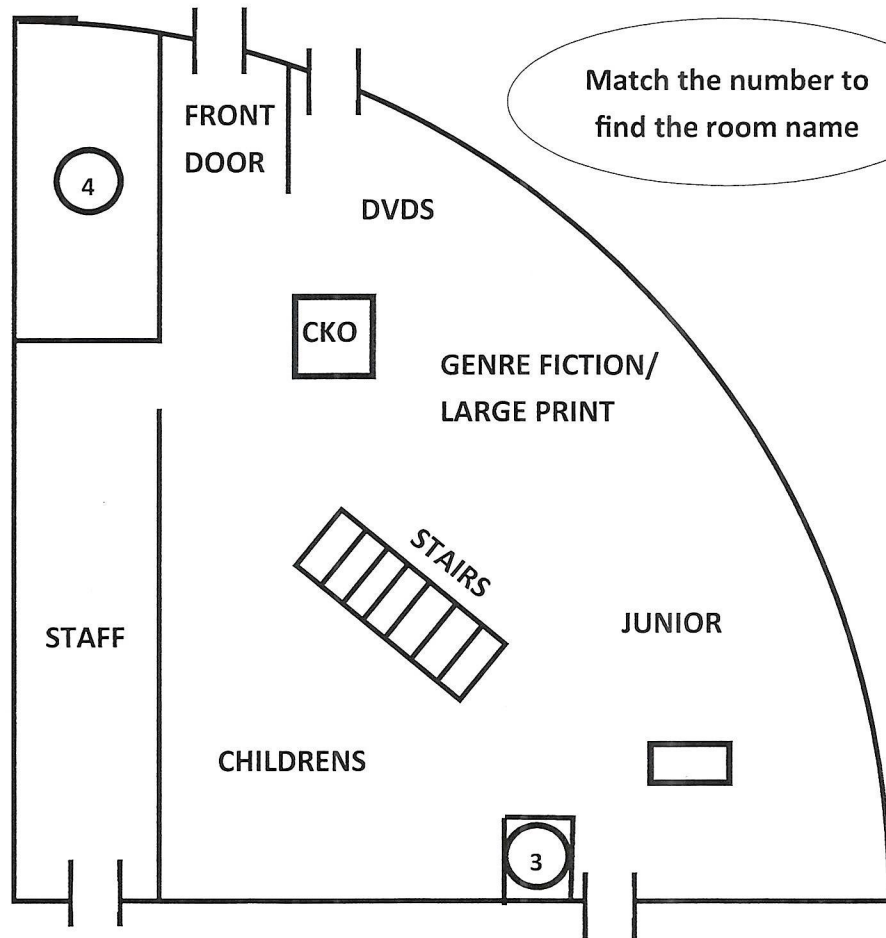 Match the number to
find the room name
FRONT
DOOR
4
DVDS
CKO
GENRE FICTION/
LARGE PRINT
STAIRS
STAFF
JUNIOR
CHILDRENS
3